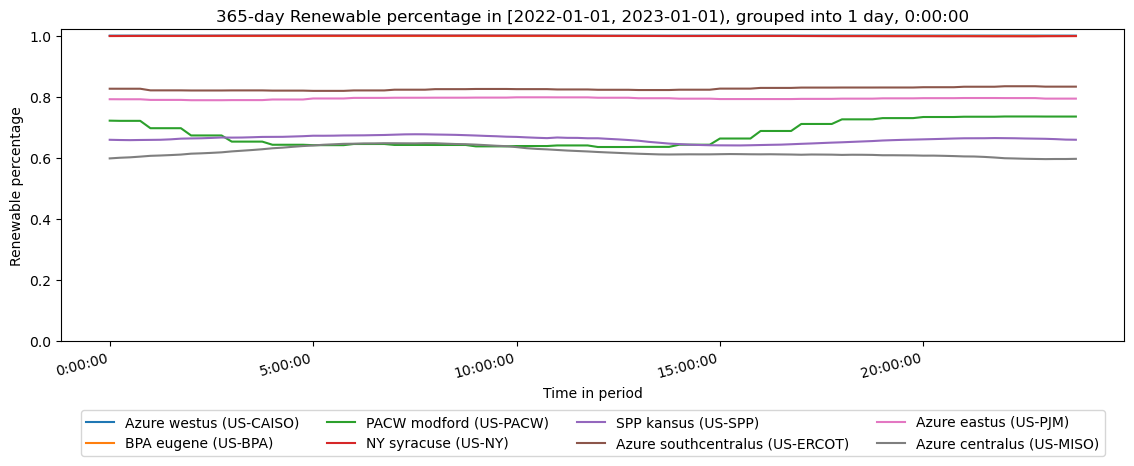 365-day Renewable percentage in [2022-01-01, 2023-01-01), grouped into 1 day, 0:00:00
1.0
0.8
0.6
0.4
0.2
0.0
Renewable percentage
0:00:00 5:00:00 10:00:00 15:00:00 20:00:00
Time in period
Azure westus (US-CAISO) PACW modford (US-PACW) SPP kansus (US-SPP) Azure eastus (US-PJM)
BPA eugene (US-BPA) NY syracuse (US-NY) Azure southcentralus (US-ERCOT) Azure centralus (US-MISO)